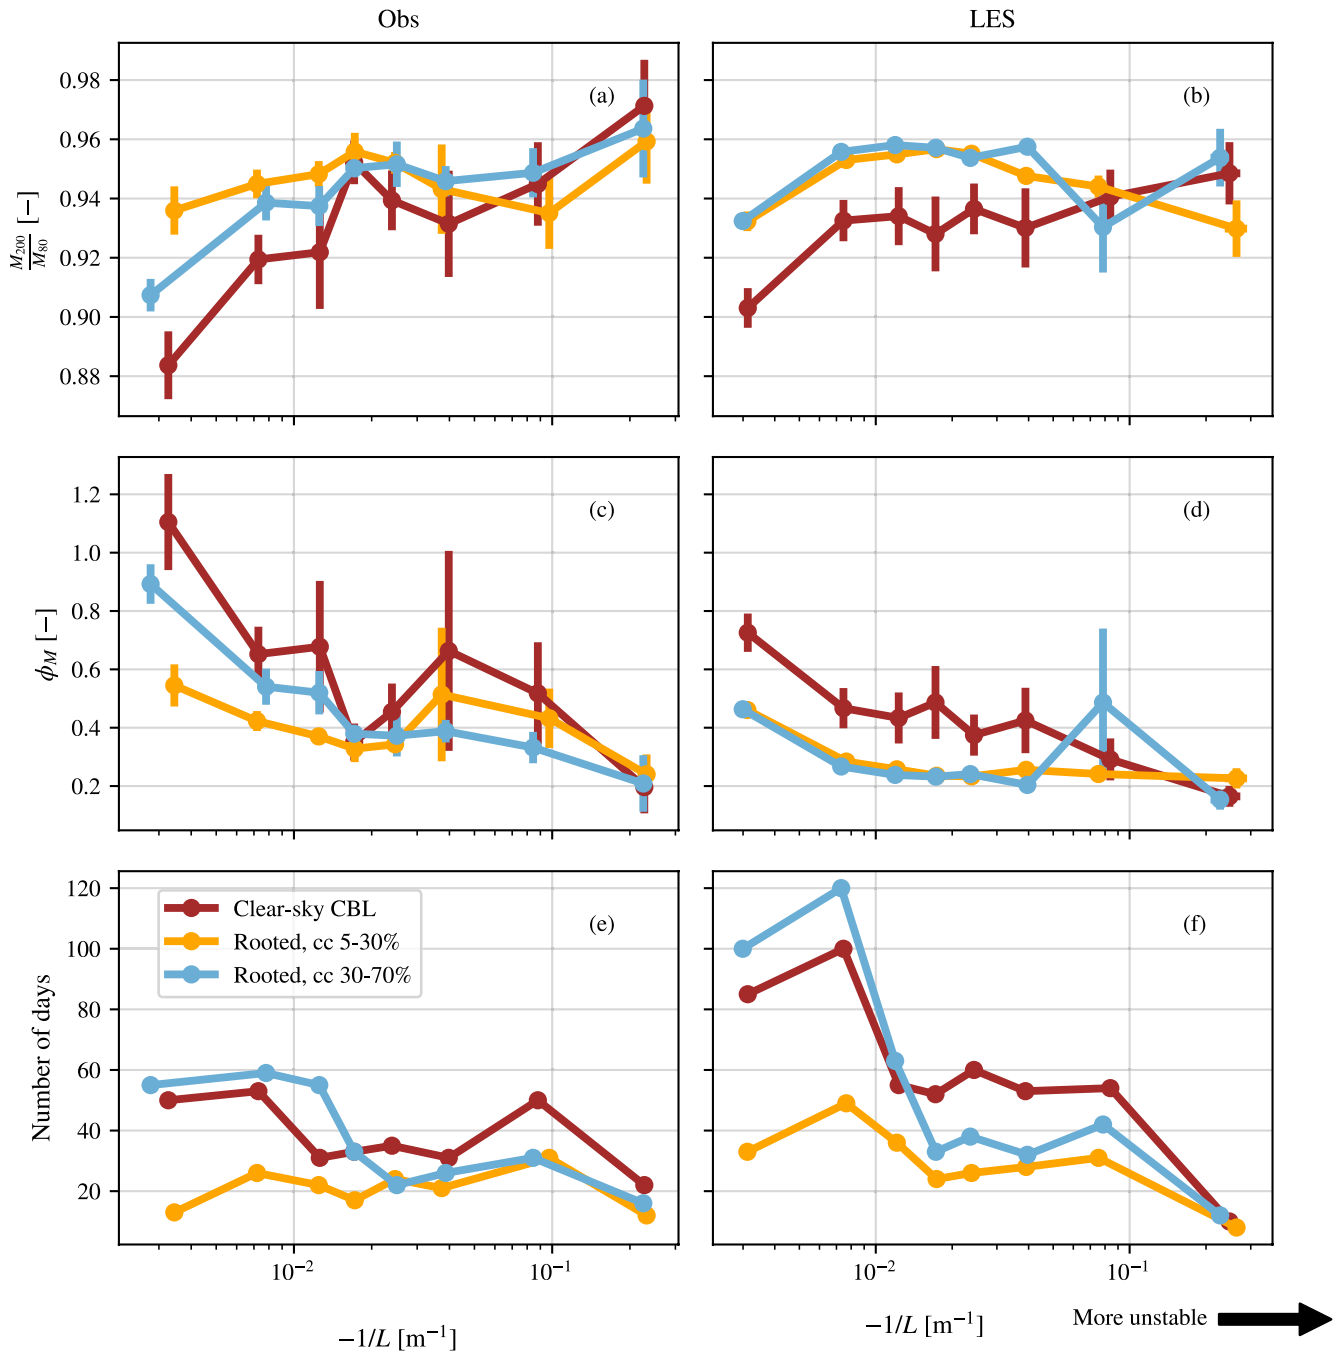 Obs
LES
0.98
0.96
0.94
0.92
0.90
0.88
M₂₀₀/M₈₀ [−]
(a)
(b)
1.2
1.0
0.8
0.6
0.4
0.2
ϕ_M [−]
(c)
(d)
120
100
80
60
40
20
Number of days
Clear-sky CBL
Rooted, cc 5-30%
Rooted, cc 30-70%
(e)
(f)
10⁻² 10⁻¹
10⁻² 10⁻¹
−1/L [m⁻¹]
−1/L [m⁻¹]
More unstable